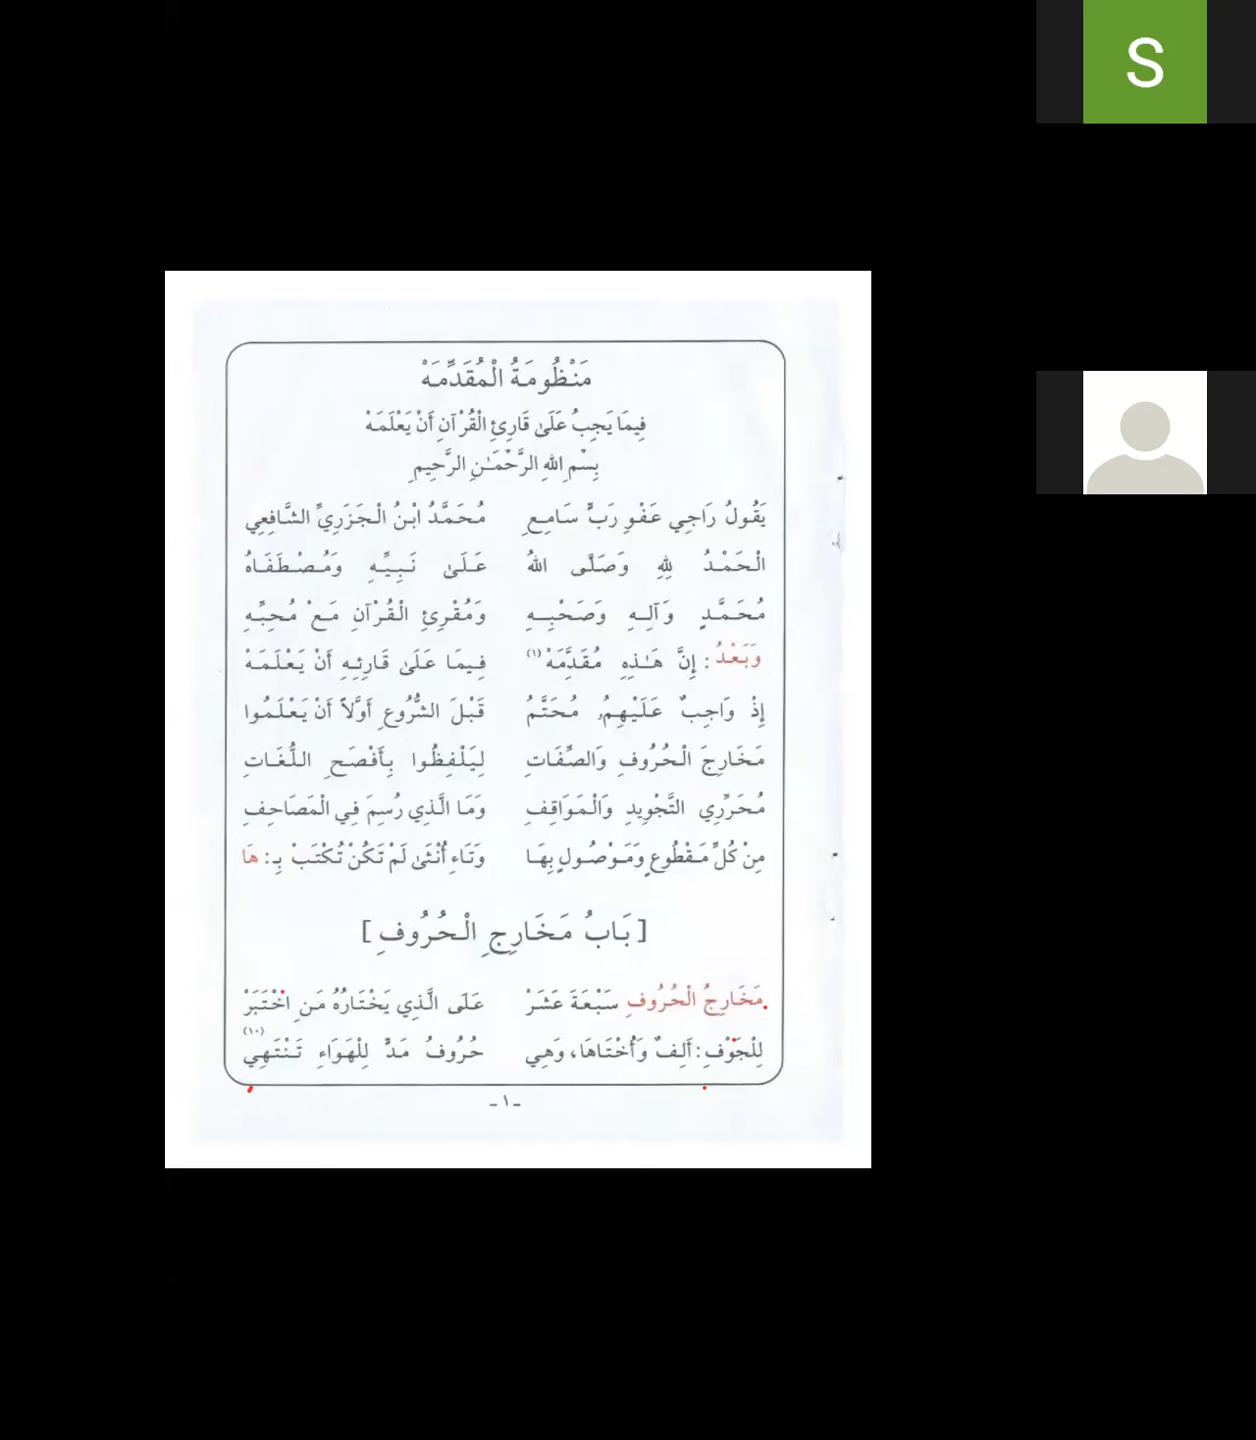 S
مَنْظُومَةُ الْمُقَدِّمَهْ
فِيمَا يَجِبُ عَلَىٰ قَارِئِ الْقُرْآنِ أَنْ يَعْلَمَهْ
بِسْمِ اللهِ الرَّحْمَـٰنِ الرَّحِيمِ
يَقُولُ رَاجِي عَفْوِ رَبٍّ سَامِعِ مُحَمَّدُ ابْنُ الْجَزَرِيِّ الشَّافِعِي
الْحَمْدُ لِلهِ وَصَلَّى اللهُ عَلَىٰ نَبِيِّهِ وَمُصْطَفَاهُ
مُحَمَّدٍ وَآلِهِ وَصَحْبِهِ وَمُقْرِئِ الْقُرْآنِ مَعْ مُحِبِّهِ
وَبَعْدُ : إِنَّ هَـٰذِهِ مُقَدِّمَهْ (١) فِيمَا عَلَىٰ قَارِئِهِ أَنْ يَعْلَمَهْ
إِذْ وَاجِبٌ عَلَيْهِمُ مُحَتَّمُ قَبْلَ الشُّرُوعِ أَوَّلاً أَنْ يَعْلَمُوا
مَخَارِجَ الْحُرُوفِ وَالصِّفَاتِ لِيَلْفِظُوا بِأَفْصَحِ اللُّغَاتِ
مُحَرِّرِي التَّجْوِيدِ وَالْمَوَاقِفِ وَمَا الَّذِي رُسِمَ فِي الْمَصَاحِفِ
مِنْ كُلِّ مَقْطُوعٍ وَمَوْصُولٍ بِهَا وَتَاءِ أُنْثَىٰ لَمْ تَكُنْ تُكْتَبْ بِـ : هَا
[ بَابُ مَخَارِجِ الْحُرُوفِ ]
مَخَارِجُ الْحُرُوفِ سَبْعَةَ عَشَرْ عَلَى الَّذِي يَخْتَارُهُ مَنِ اخْتَبَرْ
لِلْجَوْفِ : أَلِفٌ وَأُخْتَاهَا، وَهِي حُرُوفُ مَدٍّ لِلْهَوَاءِ تَنْتَهِي (١٠)
- ١ -